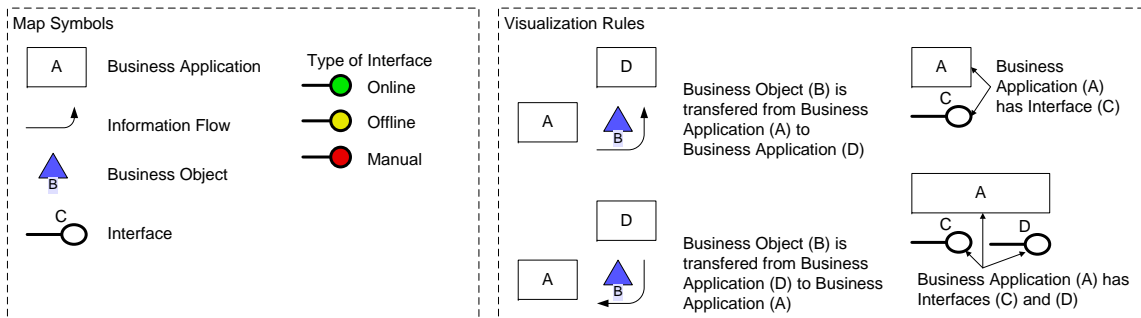 Map Symbols
A
Business Application
Information Flow
B
Business Object
C
Interface
Type of Interface
Online
Offline
Manual
Visualization Rules
D
A
B
Business Object (B) is
transfered from Business
Application (A) to
Business Application (D)
A
C
Business
Application (A)
has Interface (C)
D
A
B
Business Object (B) is
transfered from Business
Application (D) to Business
Application (A)
A
C
D
Business Application (A) has
Interfaces (C) and (D)